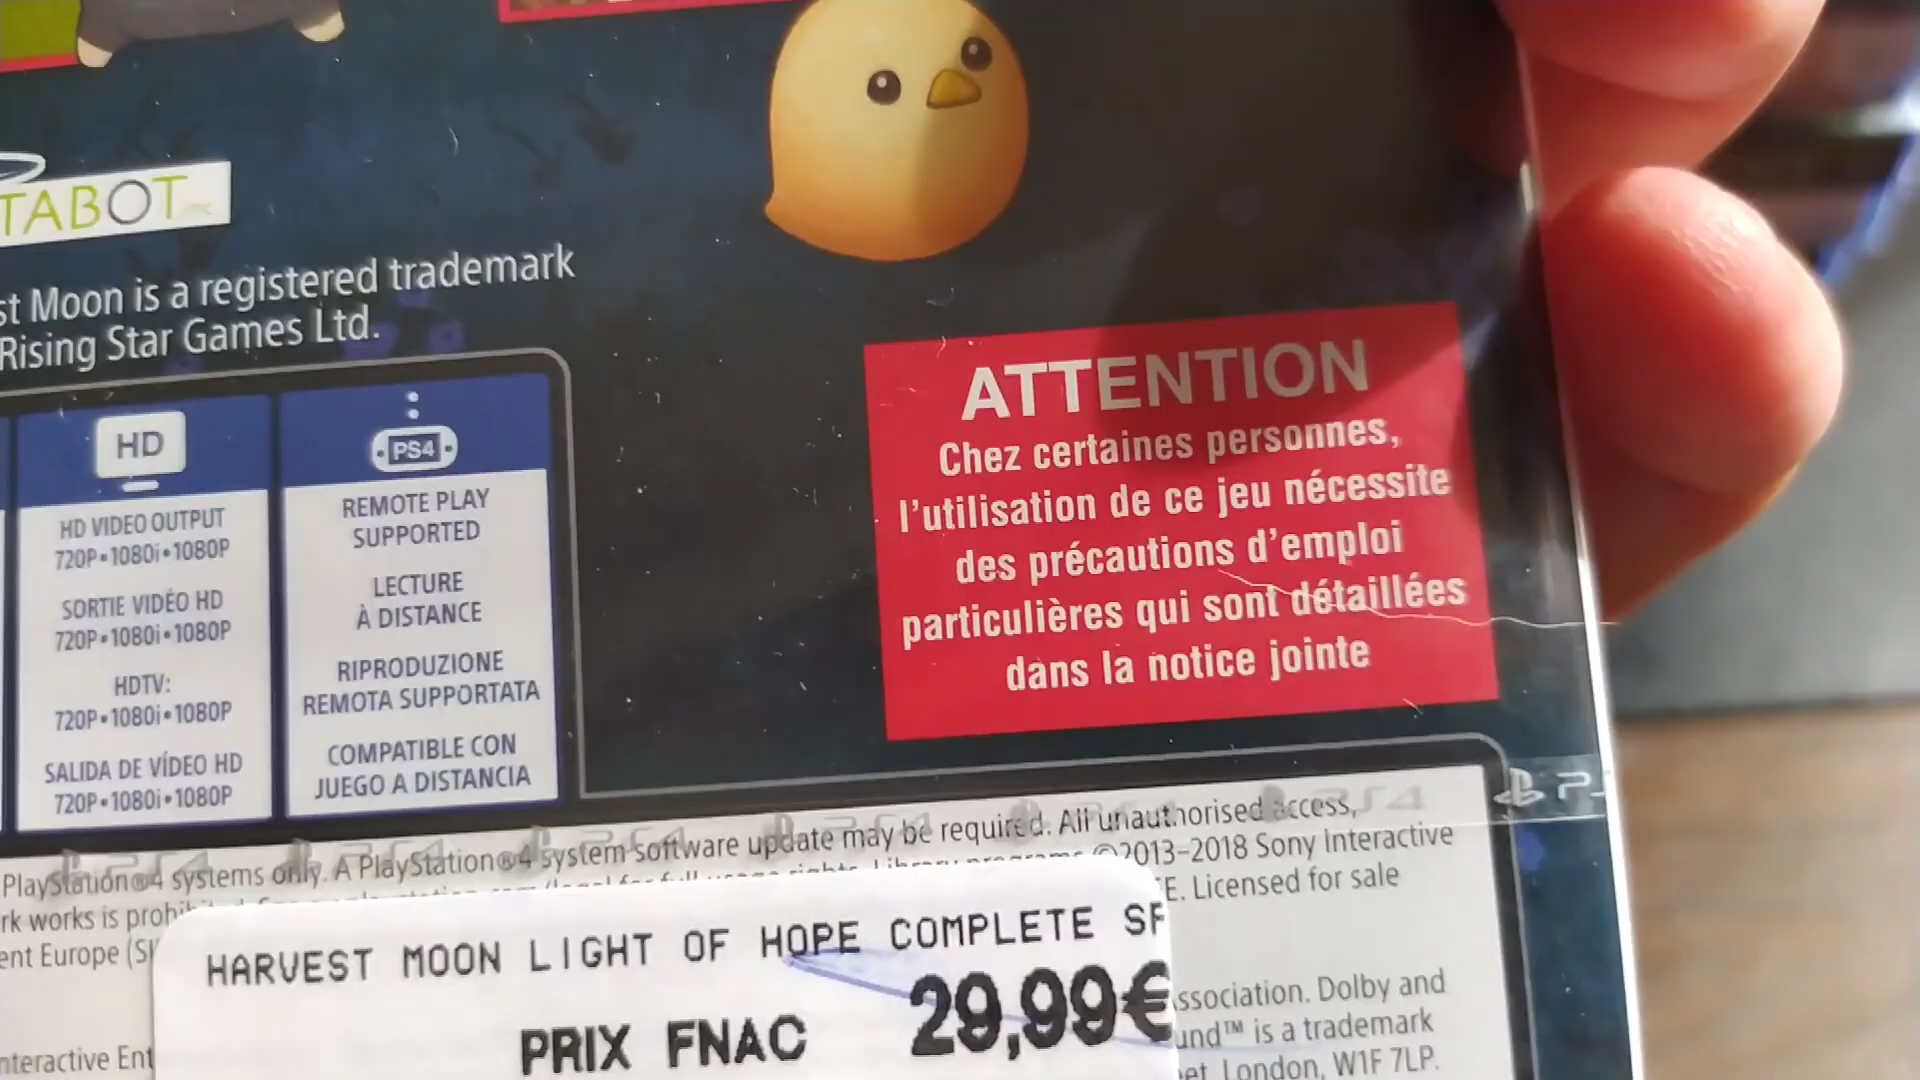 TABOT
st Moon is a registered trademark
Rising Star Games Ltd.
HD
HD VIDEO OUTPUT
720P•1080i•1080P
SORTIE VIDÉO HD
720P•1080i•1080P
HDTV:
720P•1080i•1080P
SALIDA DE VÍDEO HD
720P•1080i•1080P
PS4
REMOTE PLAY
SUPPORTED
LECTURE
À DISTANCE
RIPRODUZIONE
REMOTA SUPPORTATA
COMPATIBLE CON
JUEGO A DISTANCIA
ATTENTION
Chez certaines personnes,
l'utilisation de ce jeu nécessite
des précautions d'emploi
particulières qui sont détaillées
dans la notice jointe
PlayStation®4 systems only. A PlayStation®4 system software update may be required. All unauthorised access,
©2013–2018 Sony Interactive
rk works is prohi
E. Licensed for sale
ent Europe (SI
HARVEST MOON LIGHT OF HOPE COMPLETE
PRIX FNAC 29,99€
ssociation. Dolby and
und™ is a trademark
nteractive Ent
et, London, W1F 7LP.